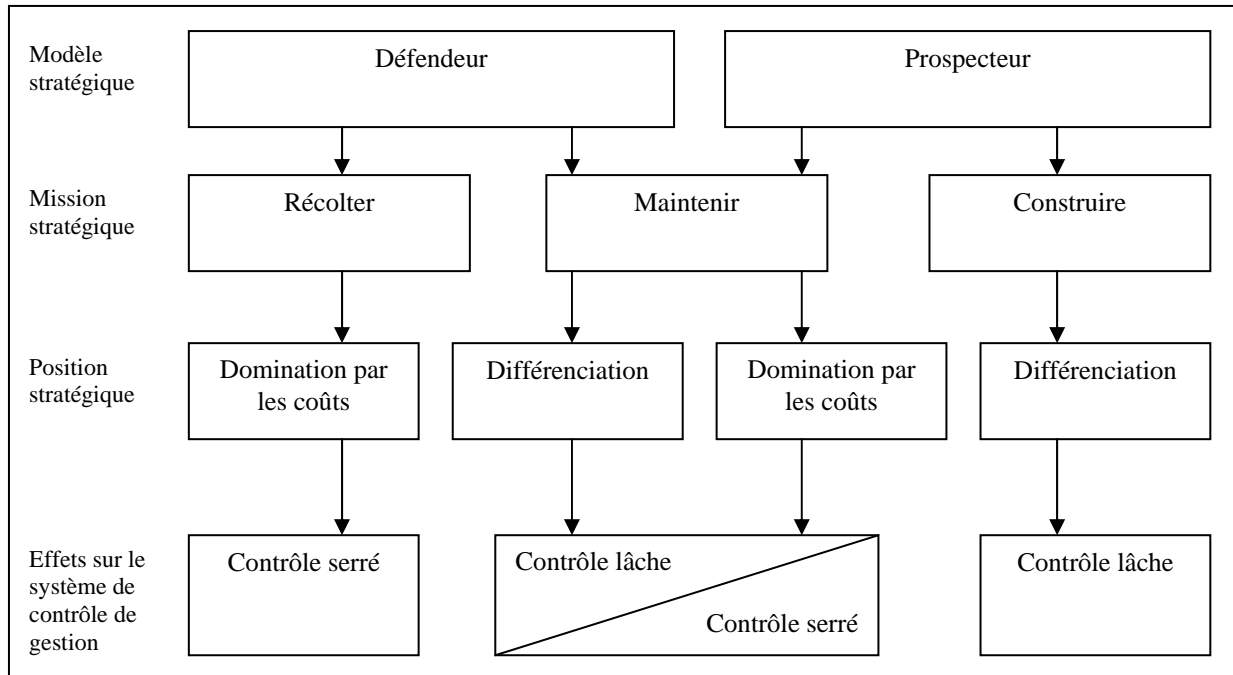 Modèle
stratégique
Défendeur
Prospecteur
Mission
stratégique
Récolter
Maintenir
Construire
Position
stratégique
Domination par
les coûts
Différenciation
Domination par
les coûts
Différenciation
Effets sur le
système de
contrôle de
gestion
Contrôle serré
Contrôle lâche
Contrôle serré
Contrôle lâche